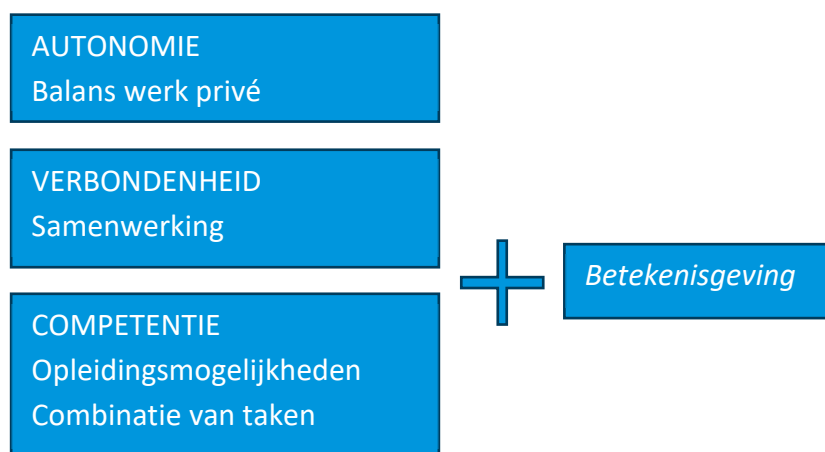 AUTONOMIE
Balans werk privé
VERBONDENHEID
Samenwerking
COMPETENTIE
Opleidingsmogelijkheden
Combinatie van taken
Betekenisgeving